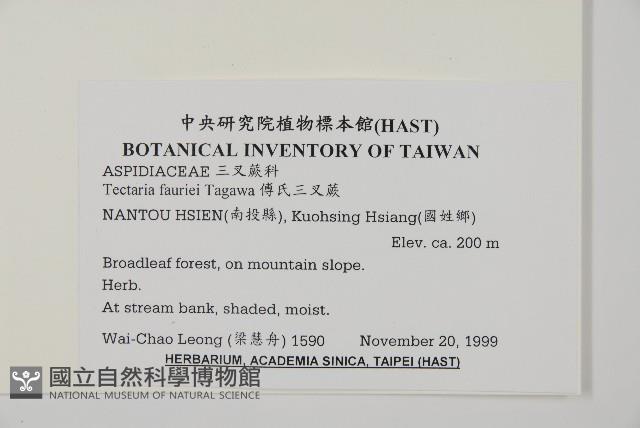 中央研究院植物標本館(HAST)
BOTANICAL INVENTORY OF TAIWAN
ASPIDIACEAE 三叉蕨科
Tectaria fauriei Tagawa 傅氏三叉蕨
NANTOU HSIEN(南投縣), Kuohsing Hsiang(國姓鄉)
Elev. ca. 200 m
Broadleaf forest, on mountain slope.
Herb.
At stream bank, shaded, moist.
Wai-Chao Leong (梁慧舟) 1590 November 20, 1999
HERBARIUM, ACADEMIA SINICA, TAIPEI (HAST)
國立自然科學博物館
NATIONAL MUSEUM OF NATURAL SCIENCE